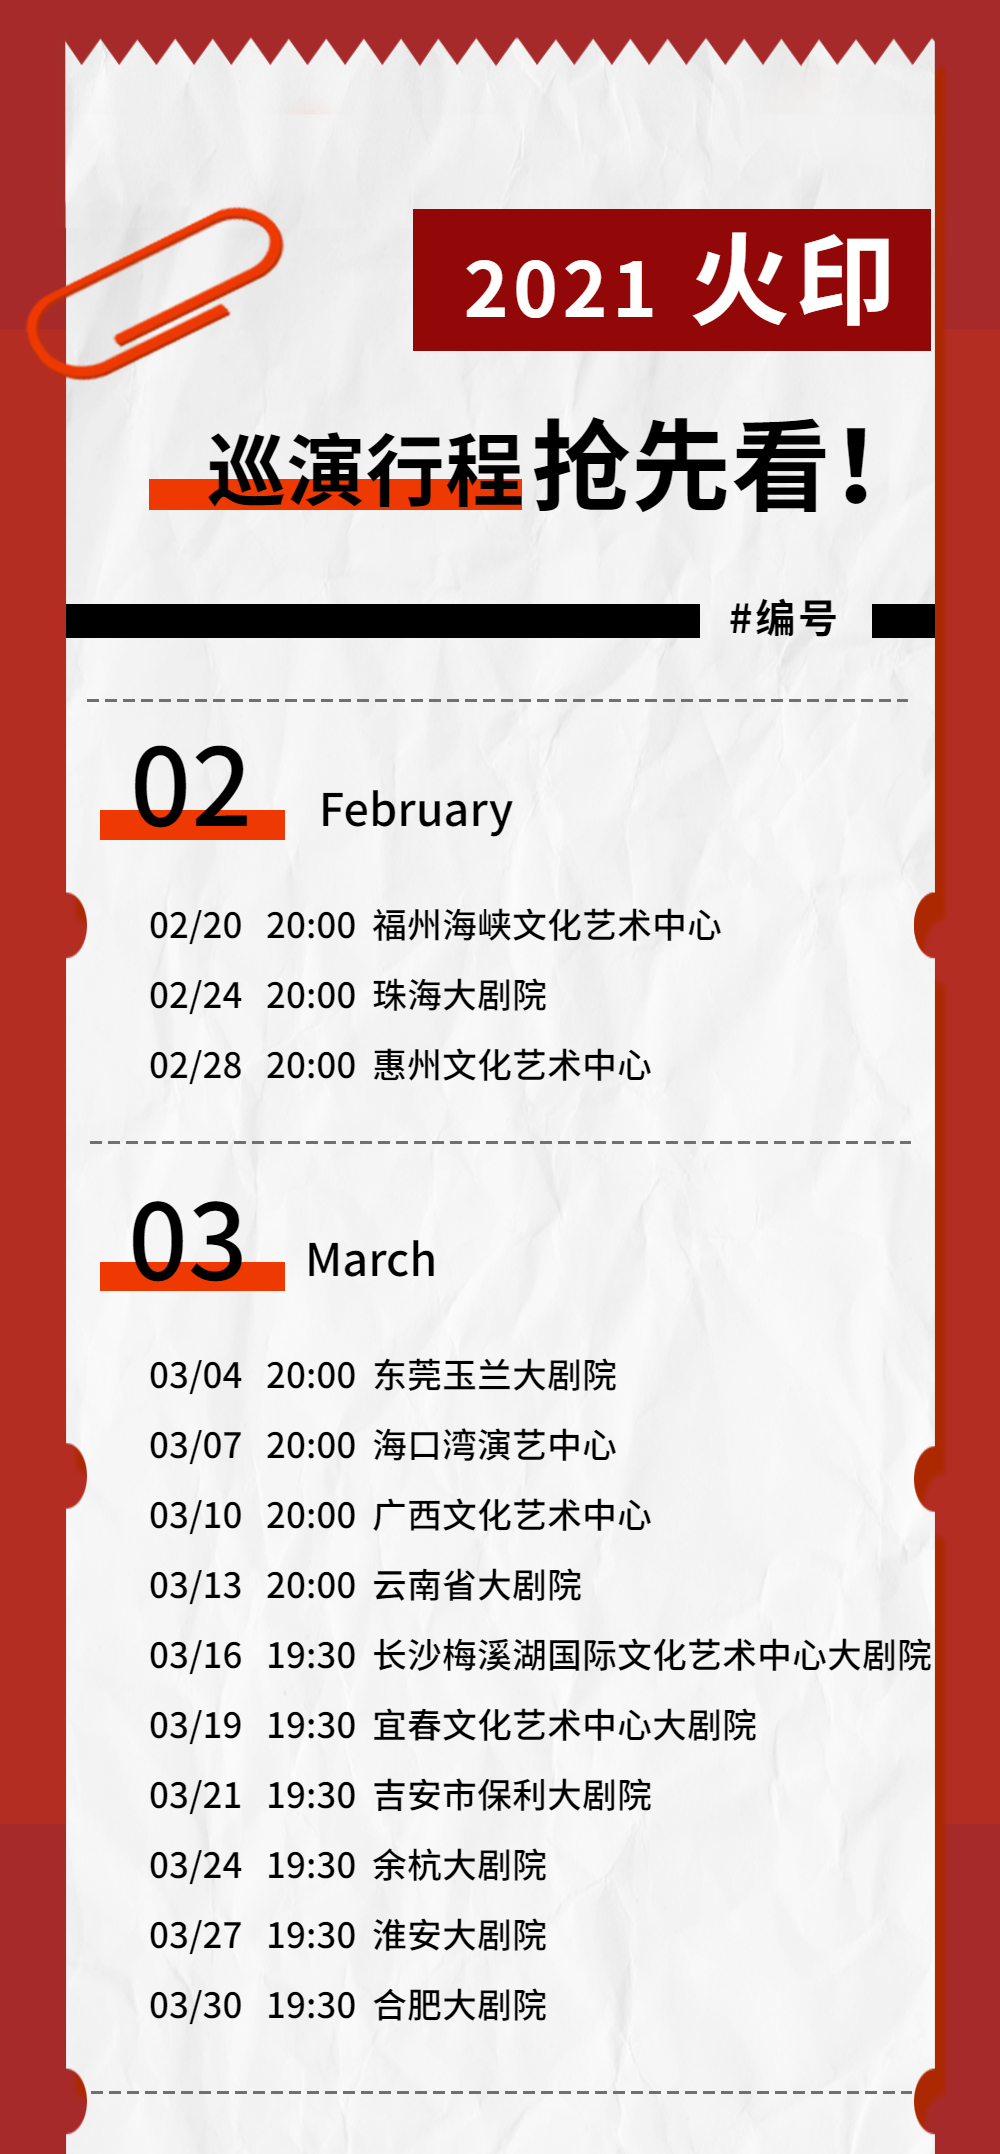 2021 火印
巡演行程抢先看！
#编号
02 February
02/20 20:00 福州海峡文化艺术中心
02/24 20:00 珠海大剧院
02/28 20:00 惠州文化艺术中心
03 March
03/04 20:00 东莞玉兰大剧院
03/07 20:00 海口湾演艺中心
03/10 20:00 广西文化艺术中心
03/13 20:00 云南省大剧院
03/16 19:30 长沙梅溪湖国际文化艺术中心大剧院
03/19 19:30 宜春文化艺术中心大剧院
03/21 19:30 吉安市保利大剧院
03/24 19:30 余杭大剧院
03/27 19:30 淮安大剧院
03/30 19:30 合肥大剧院